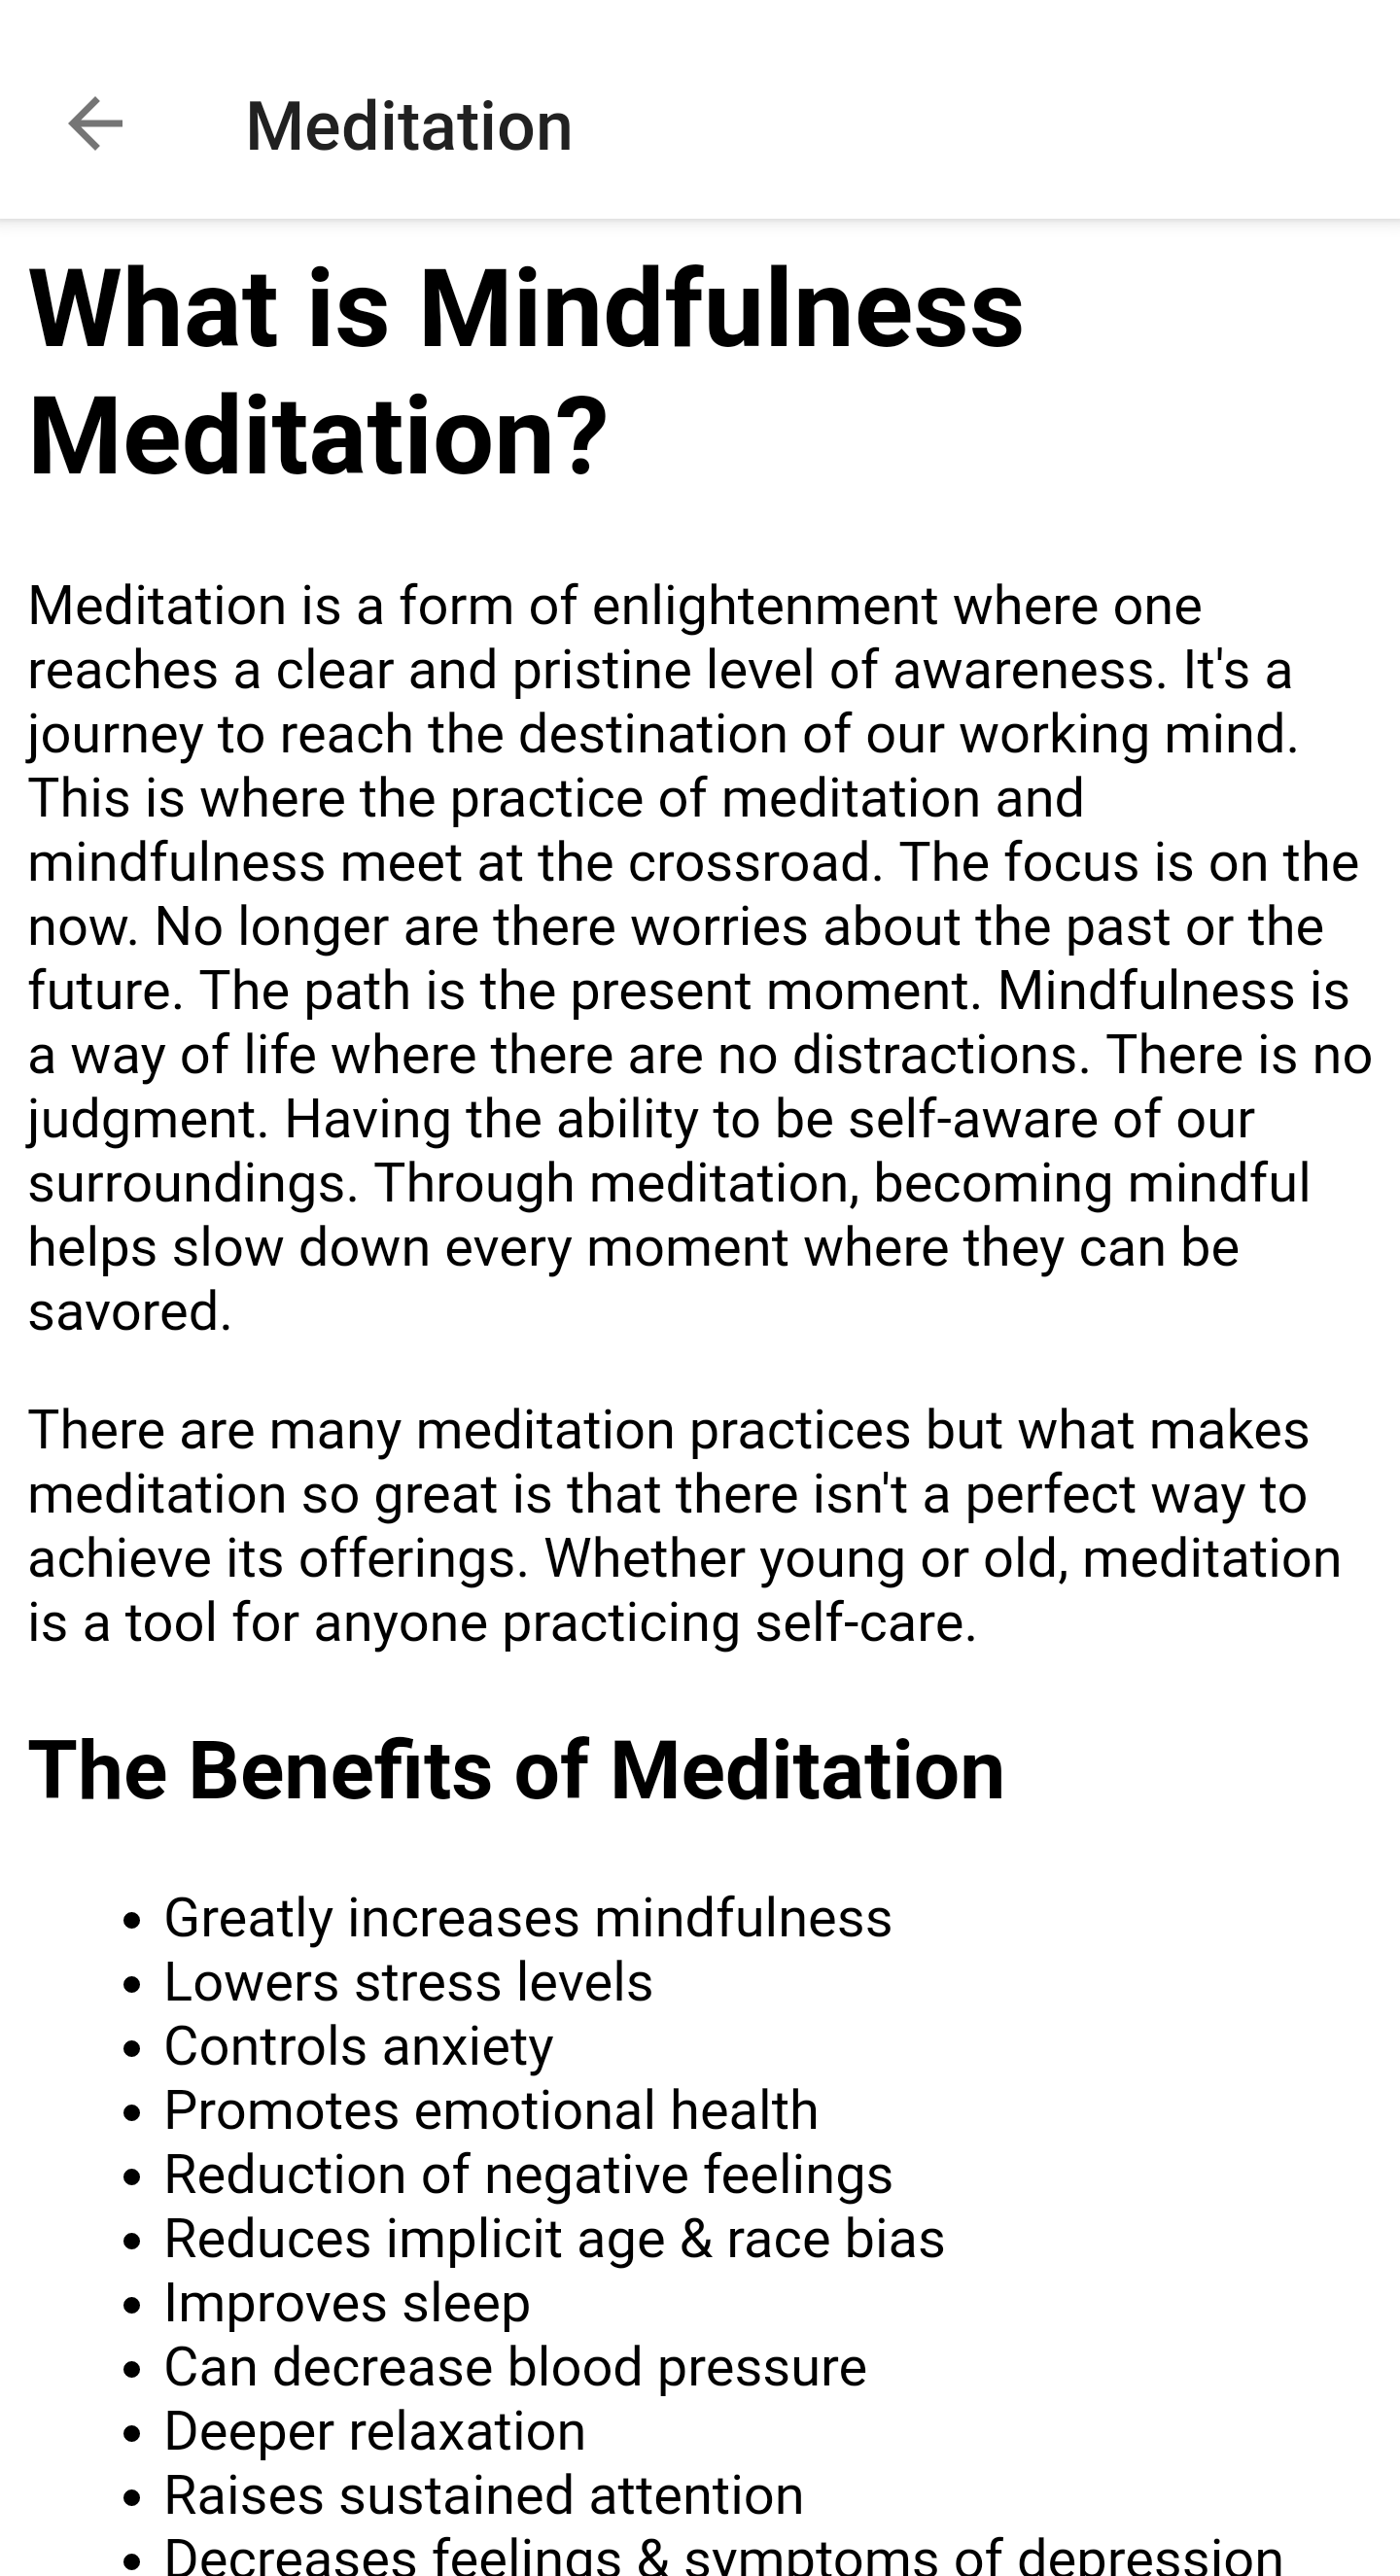 Meditation
What is Mindfulness
Meditation?
Meditation is a form of enlightenment where one
reaches a clear and pristine level of awareness. It's a
journey to reach the destination of our working mind.
This is where the practice of meditation and
mindfulness meet at the crossroad. The focus is on the
now. No longer are there worries about the past or the
future. The path is the present moment. Mindfulness is
a way of life where there are no distractions. There is no
judgment. Having the ability to be self-aware of our
surroundings. Through meditation, becoming mindful
helps slow down every moment where they can be
savored.
There are many meditation practices but what makes
meditation so great is that there isn't a perfect way to
achieve its offerings. Whether young or old, meditation
is a tool for anyone practicing self-care.
The Benefits of Meditation
• Greatly increases mindfulness
• Lowers stress levels
• Controls anxiety
• Promotes emotional health
• Reduction of negative feelings
• Reduces implicit age & race bias
• Improves sleep
• Can decrease blood pressure
• Deeper relaxation
• Raises sustained attention
• Decreases feelings & symptoms of depression